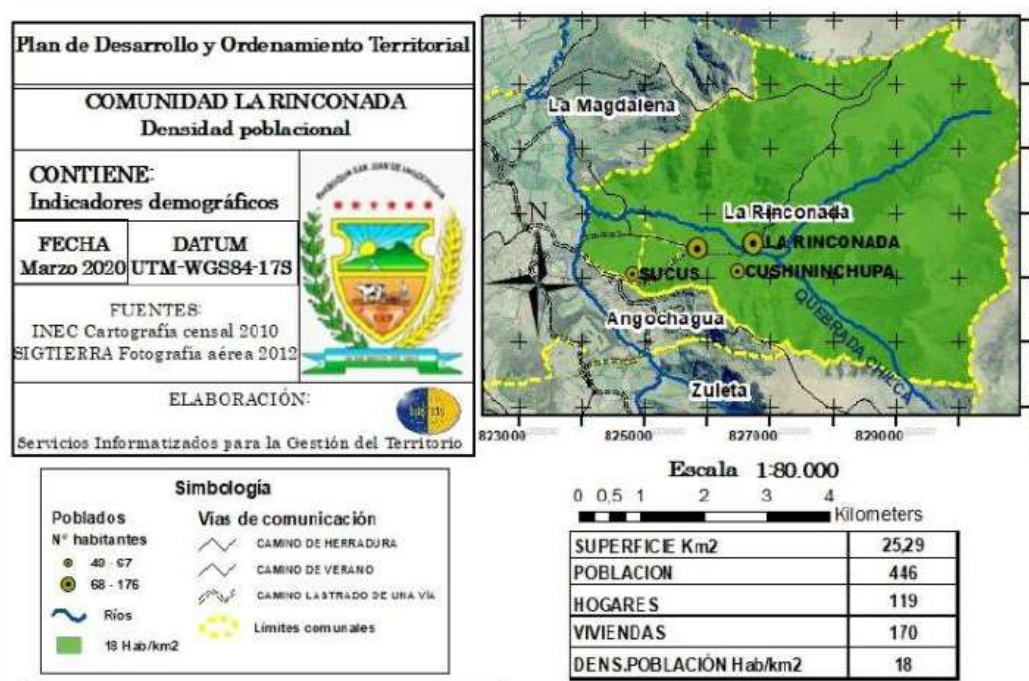 Plan de Desarrollo y Ordenamiento Territorial
COMUNIDAD LA RINCONADA
Densidad poblacional
CONTIENE:
Indicadores demográficos
FECHA
Marzo 2020
DATUM
UTM-WGS84-17S
FUENTES:
INEC Cartografía censal 2010
SIGTIERRA Fotografía aérea 2012
ELABORACIÓN:
Servicios Informatizados para la Gestión del Territorio
La Magdalena
N
La Rinconada
LA RINCONADA
SUCUS
CUSHININCHUPA
Angochagua
QUEBRADA CHILCA
Zuleta
823000
825000
827000
829000
Simbología
Poblados
Nº habitantes
40 - 67
68 - 176
Ríos
18 Hab/km2
Vías de comunicación
CAMINO DE HERRADURA
CAMINO DE VERANO
CAMINO LASTRADO DE UNA VÍA
Límites comunales
Escala 1:80.000
0 0,5 1 2 3 4
Kilometers
SUPERFICIE Km2 25,29
POBLACION 446
HOGARES 119
VIVIENDAS 170
DENS.POBLACIÓN Hab/km2 18